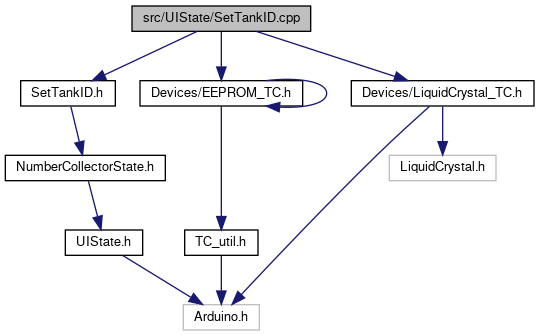 src/UIState/SetTankID.cpp
SetTankID.h
Devices/EEPROM_TC.h
Devices/LiquidCrystal_TC.h
NumberCollectorState.h
LiquidCrystal.h
UIState.h
TC_util.h
Arduino.h